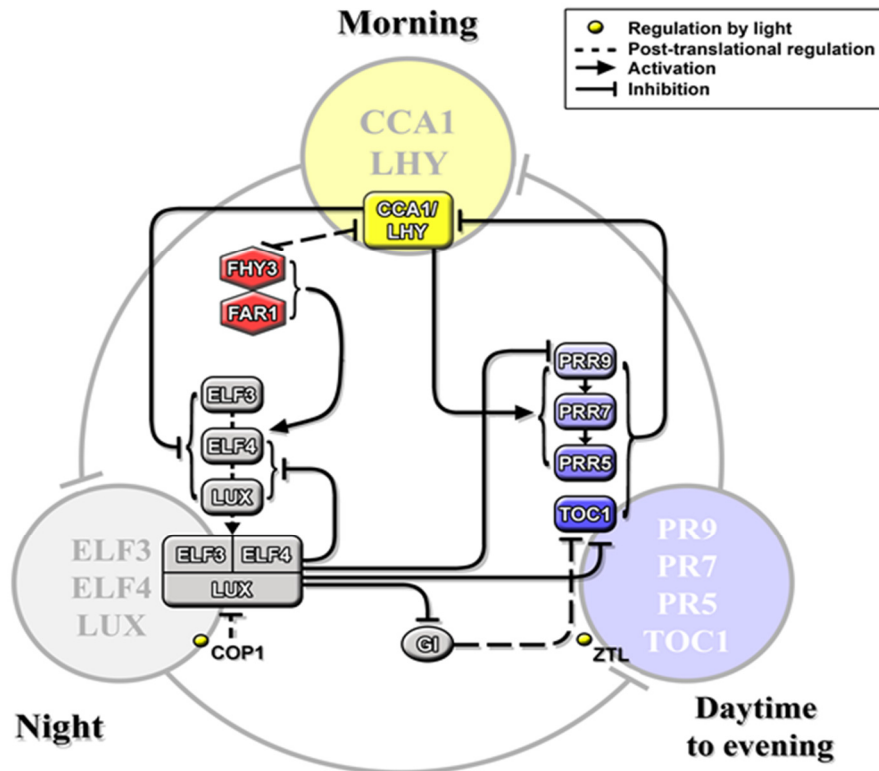 Morning
Regulation by light
Post-translational regulation
Activation
Inhibition
CCA1
LHY
CCA1/
LHY
FHY3
FAR1
PRR9
PRR7
PRR5
TOC1
ELF3
ELF4
LUX
ELF3
ELF4
LUX
ELF3 ELF4
LUX
COP1
GI
ZTL
PR9
PR7
PR5
TOC1
Night
Daytime
to evening